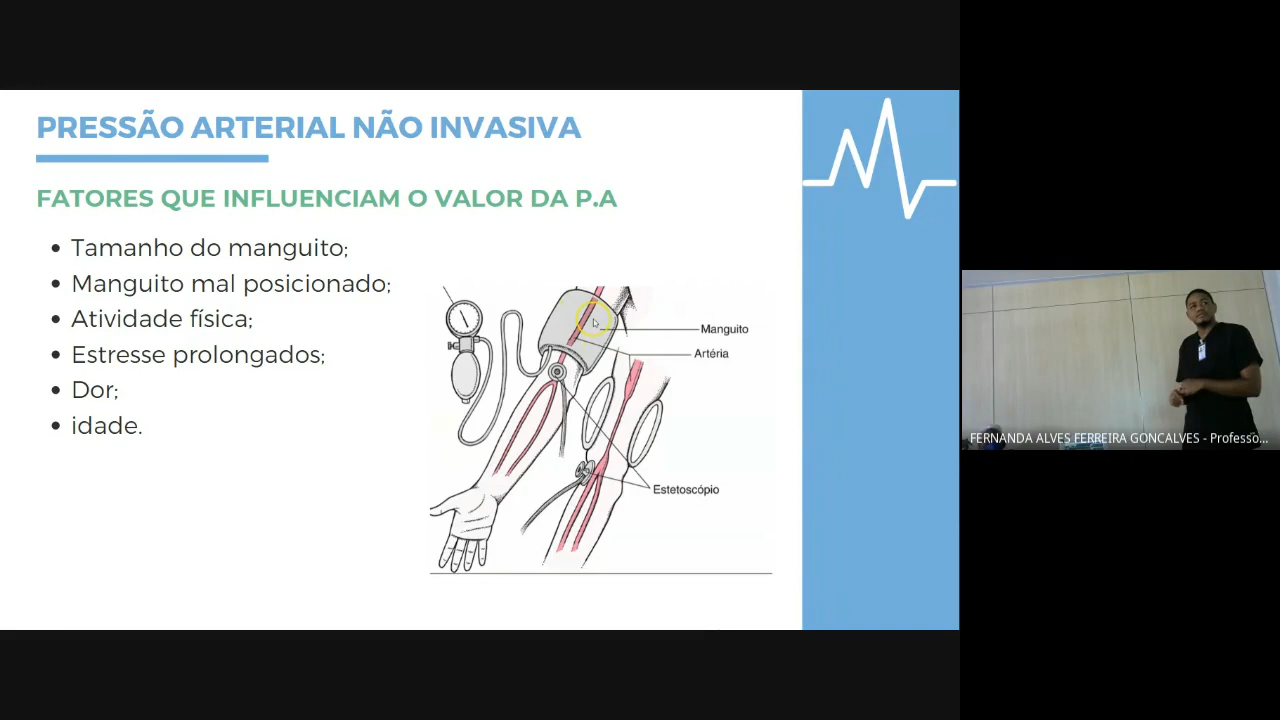 PRESSÃO ARTERIAL NÃO INVASIVA
FATORES QUE INFLUENCIAM O VALOR DA P.A
Tamanho do manguito;
Manguito mal posicionado;
Atividade física;
Estresse prolongados;
Dor;
idade.
Manguito
Artéria
Estetoscópio
FERNANDA ALVES FERREIRA GONCALVES - Professo...